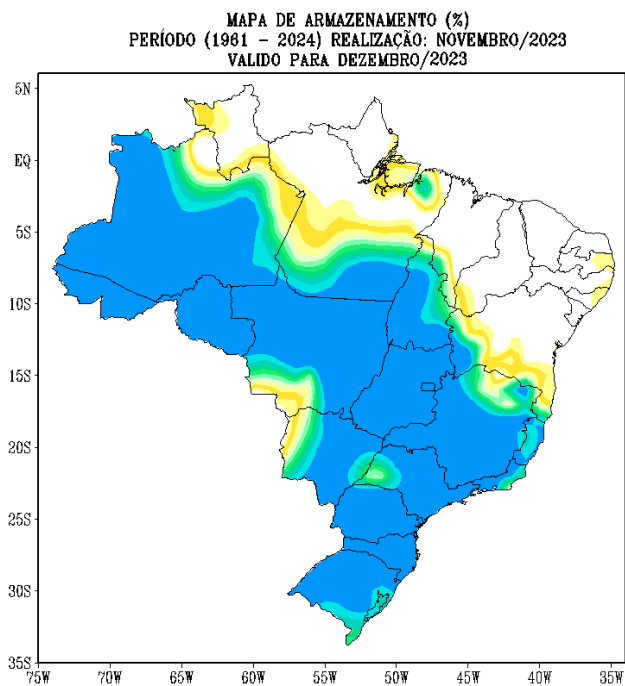 MAPA DE ARMAZENAMENTO (%)
PERÍODO (1961 - 2024) REALIZAÇÃO: NOVEMBRO/2023
VALIDO PARA DEZEMBRO/2023
5N
EQ
5S
10S
15S
20S
25S
30S
35S
75W 70W 65W 60W 55W 50W 45W 40W 35W